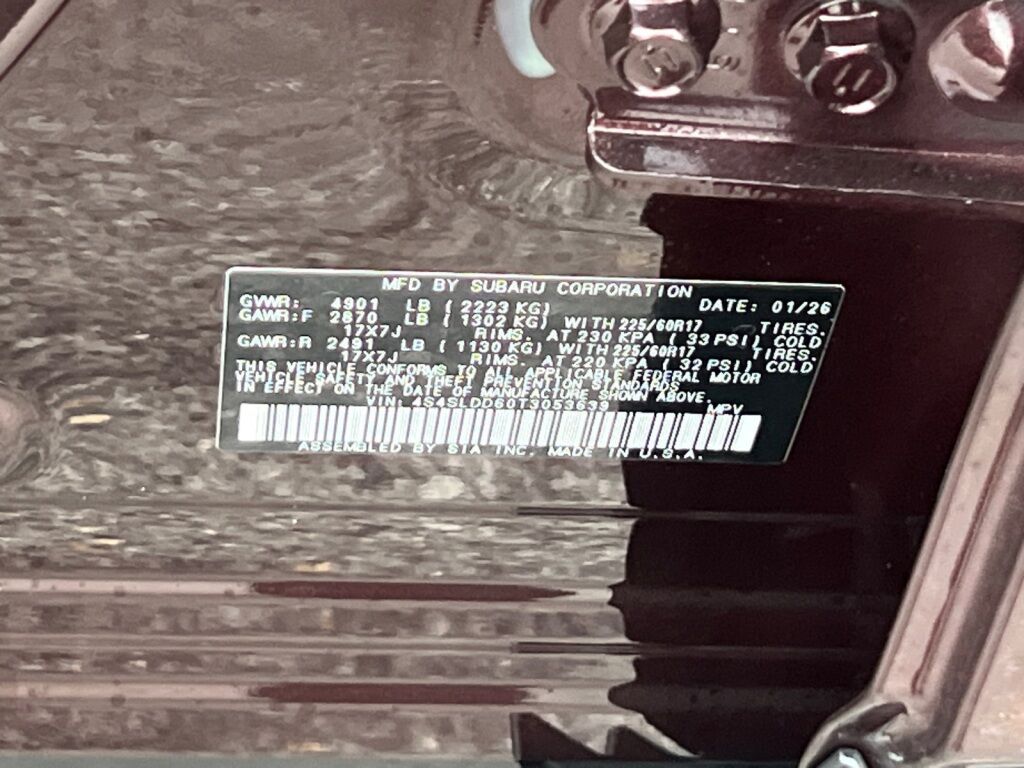 MFD BY SUBARU CORPORATION
GVWR: 4901 LB ( 2223 KG) DATE: 01/26
GAWR:F 2870 LB ( 1302 KG) WITH 225/60R17 TIRES.
17X7J RIMS. AT 230 KPA ( 33 PSI) COLD
GAWR:R 2491 LB ( 1130 KG) WITH 225/60R17 TIRES.
17X7J RIMS. AT 220 KPA ( 32 PSI) COLD
THIS VEHICLE CONFORMS TO ALL APPLICABLE FEDERAL MOTOR
VEHICLE SAFETY AND THEFT PREVENTION STANDARDS
IN EFFECT ON THE DATE OF MANUFACTURE SHOWN ABOVE.
VIN: 4S4SLDD60T3053639 MPV
ASSEMBLED BY SIA INC. MADE IN U.S.A.